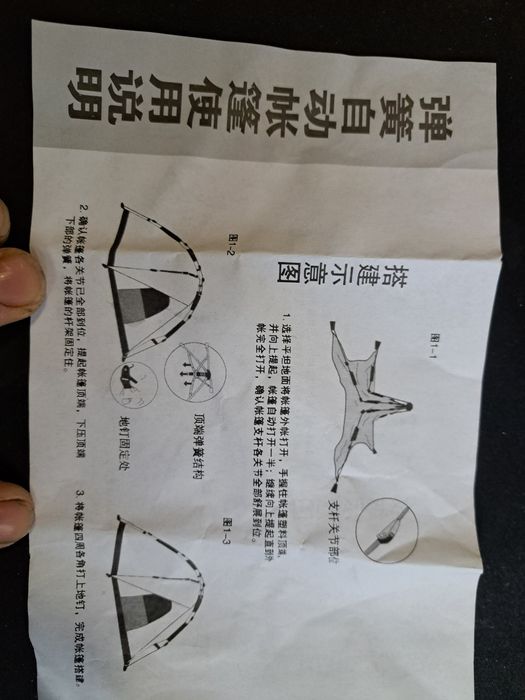 弹簧自动帐篷使用说明
搭建示意图
图1-1
支杆关节部位
1. 选择平坦地面将帐篷外帐打开，手握住帐篷塑料顶端，
并向上提起，帐篷自动打开一半；继续向上提起直到外
帐完全打开，确认帐篷支杆各关节全部舒展到位。
图1-2
顶端弹簧结构
地钉固定处
2. 确认帐篷各关节已全部到位，提起帐篷顶端，下压顶端
下部的弹簧，将帐篷的杆架固定住。
图1-3
3. 将帐篷四周各角打上地钉，完成帐篷搭建。